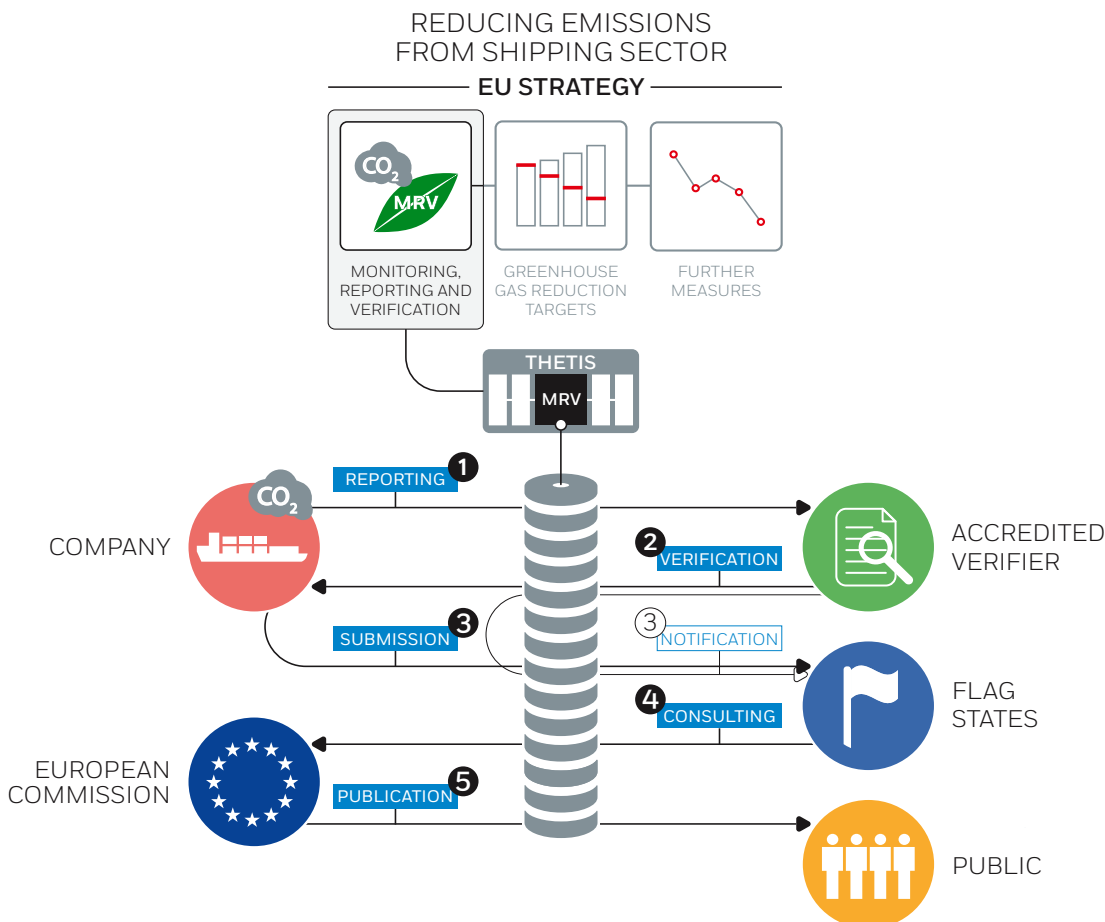 REDUCING EMISSIONS
FROM SHIPPING SECTOR
EU STRATEGY
CO2
MRV
MONITORING,
REPORTING AND
VERIFICATION
GREENHOUSE
GAS REDUCTION
TARGETS
FURTHER
MEASURES
THETIS
MRV
REPORTING 1
CO2
COMPANY
2 VERIFICATION
ACCREDITED
VERIFIER
SUBMISSION 3
3 NOTIFICATION
FLAG
STATES
4 CONSULTING
EUROPEAN
COMMISSION
PUBLICATION 5
PUBLIC